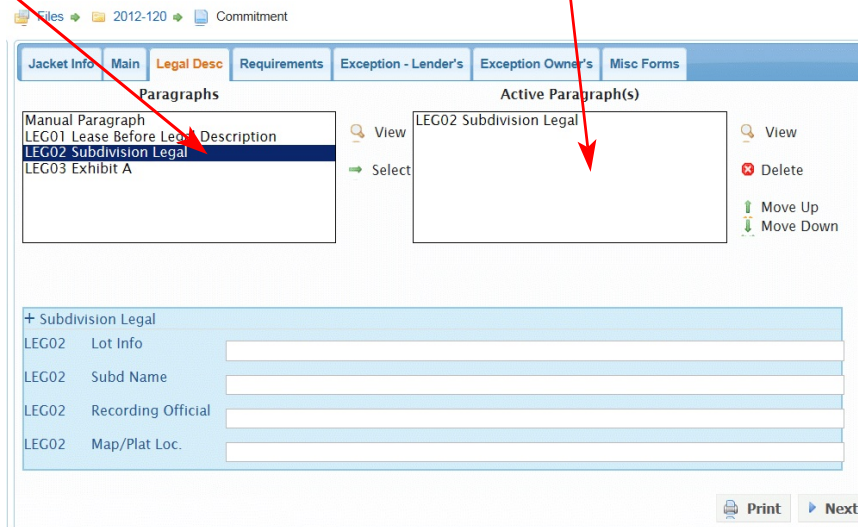 Files 2012-120 Commitment
Jacket Info Main Legal Desc Requirements Exception - Lender's Exception Owner's Misc Forms
Paragraphs
Manual Paragraph
LEG01 Lease Before Legal Description
LEG02 Subdivision Legal
LEG03 Exhibit A
View
Select
Active Paragraph(s)
LEG02 Subdivision Legal
View
Delete
Move Up
Move Down
+ Subdivision Legal
LEG02 Lot Info
LEG02 Subd Name
LEG02 Recording Official
LEG02 Map/Plat Loc.
Print Next